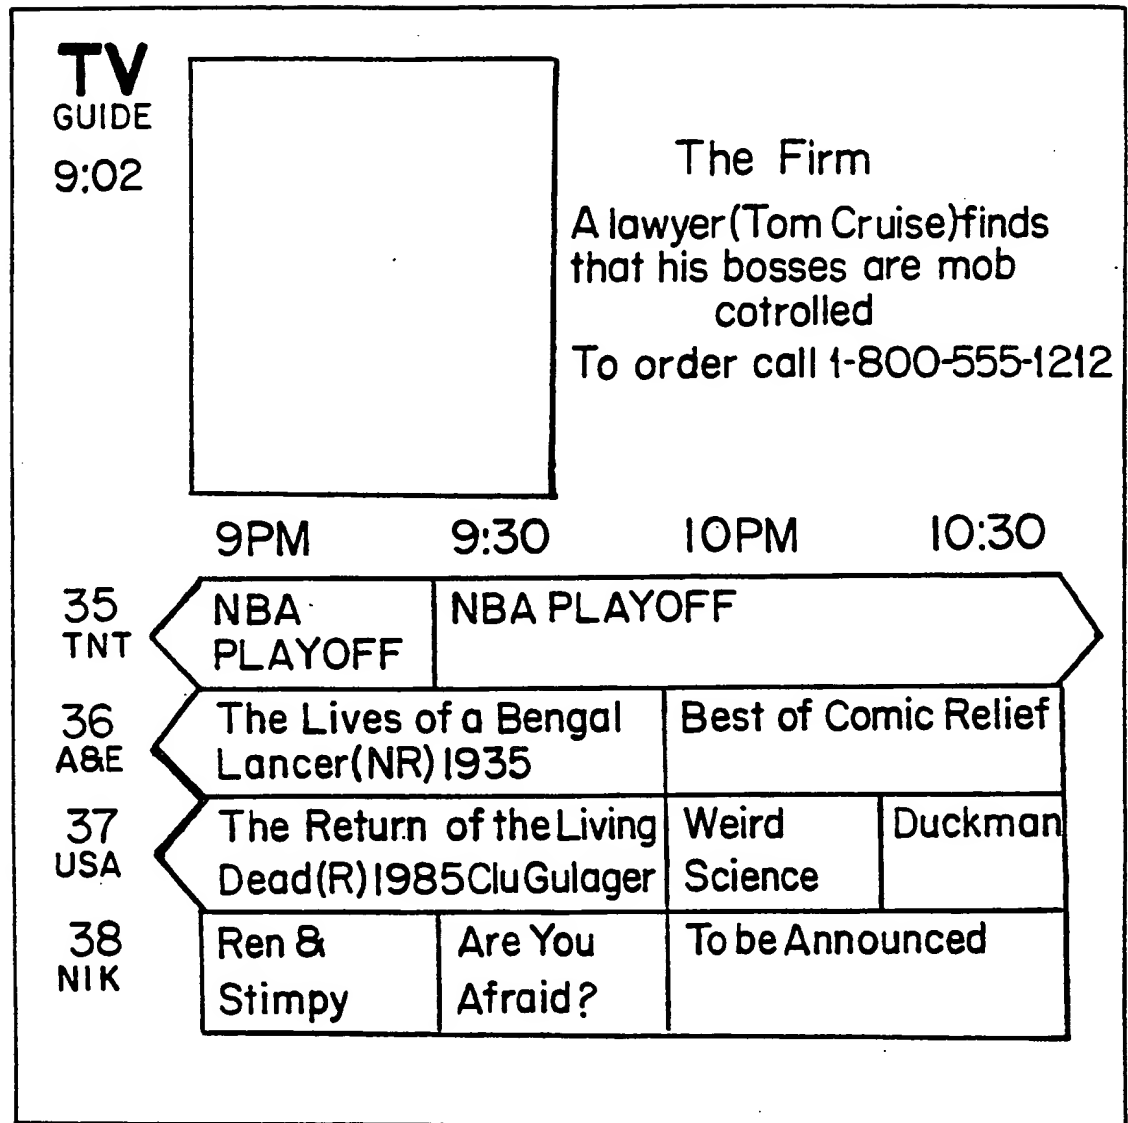 TV
GUIDE
9:02
The Firm
A lawyer(Tom Cruise)finds
that his bosses are mob
cotrolled
To order call 1-800-555-1212
9PM 9:30 10PM 10:30
35
TNT
NBA
PLAYOFF
NBA PLAYOFF
36
A&E
The Lives of a Bengal
Lancer(NR) 1935
Best of Comic Relief
37
USA
The Return of the Living
Dead(R) 1985 Clu Gulager
Weird
Science
Duckman
38
NIK
Ren &
Stimpy
Are You
Afraid?
To be Announced